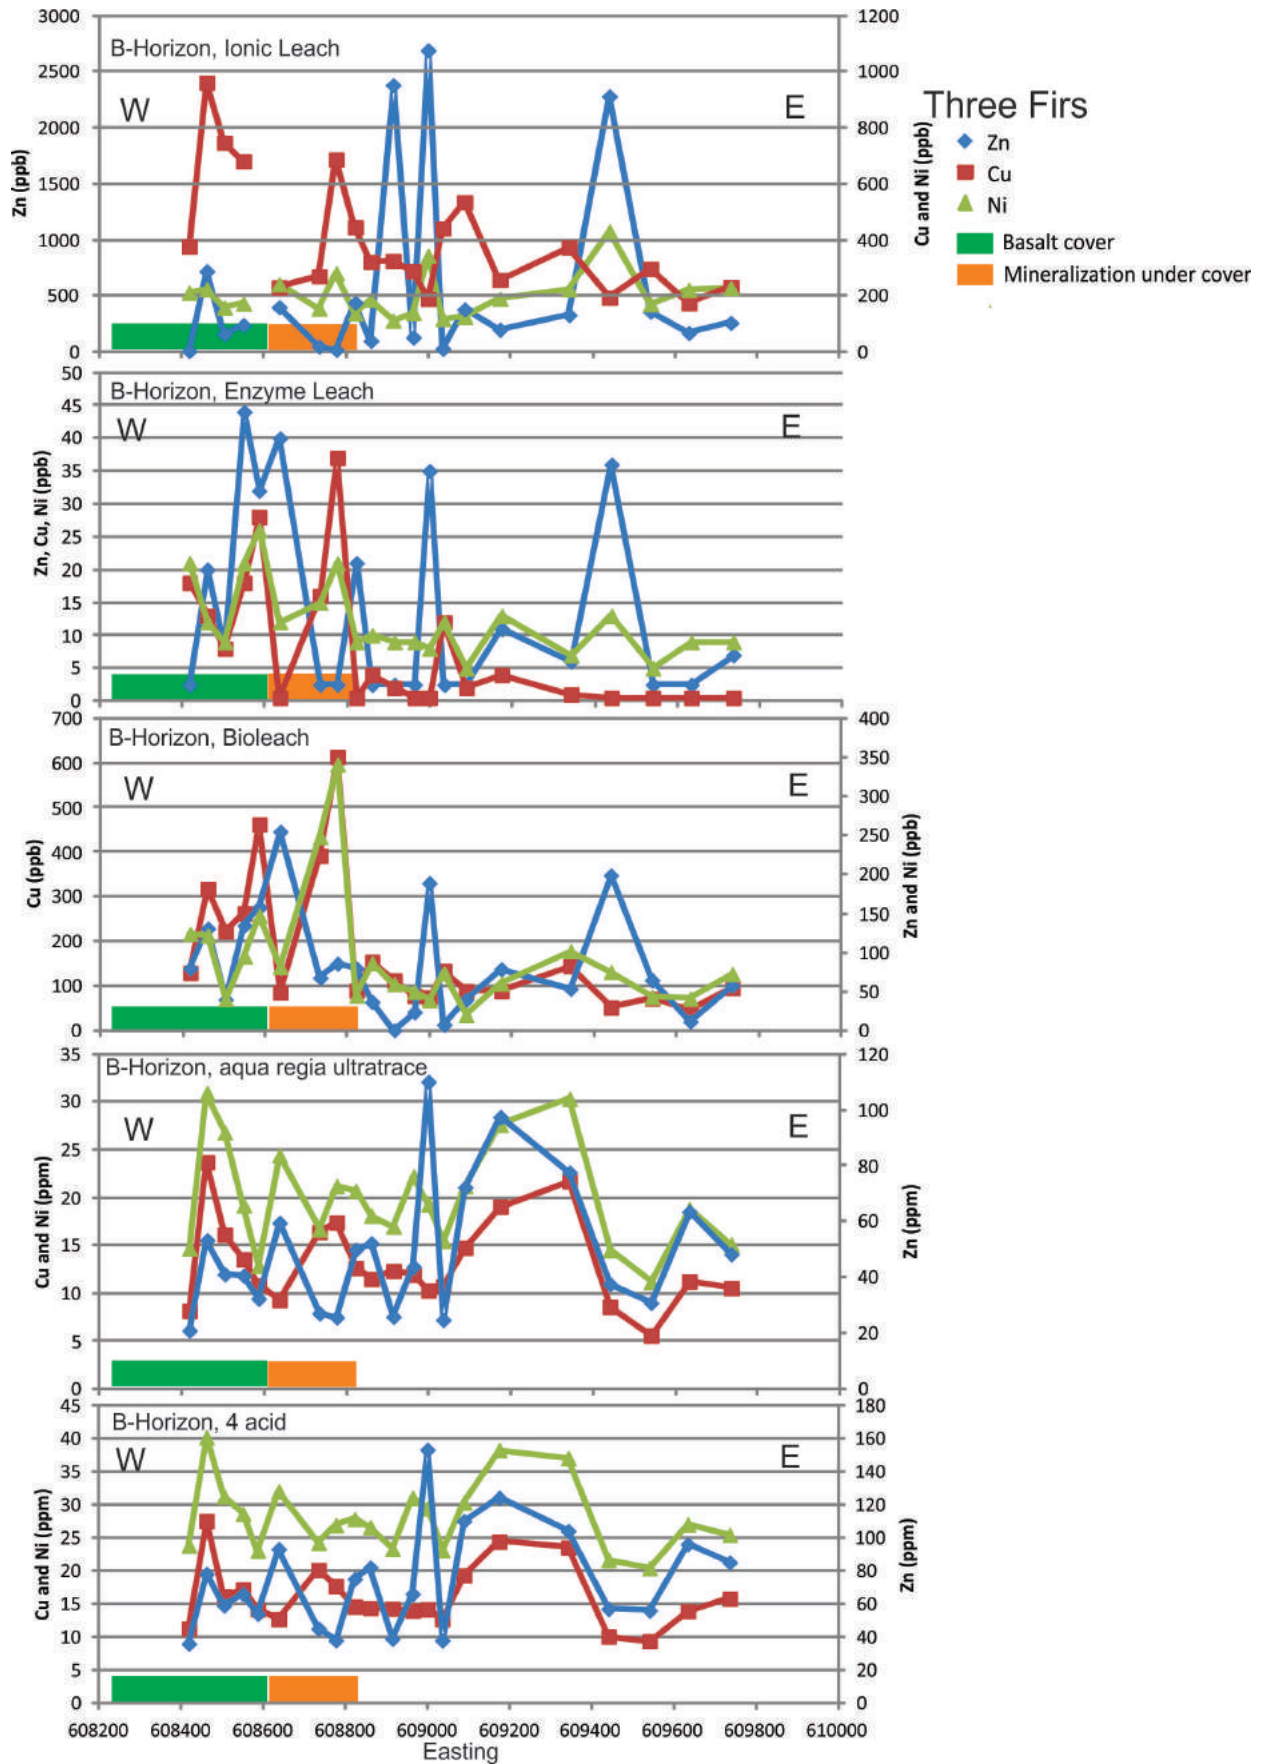 3000
2500
2000
1500
1000
500
0
Zn (ppb)
B-Horizon, Ionic Leach
W
E
1200
1000
800
600
400
200
0
Cu and Ni (ppb)
Three Firs
Zn
Cu
Ni
Basalt cover
Mineralization under cover
50
45
40
35
30
25
20
15
10
5
0
Zn, Cu, Ni (ppb)
B-Horizon, Enzyme Leach
W
E
700
600
500
400
300
200
100
0
Cu (ppb)
B-Horizon, Bioleach
W
E
400
350
300
250
200
150
100
50
0
Zn and Ni (ppb)
35
30
25
20
15
10
5
0
Cu and Ni (ppm)
B-Horizon, aqua regia ultratrace
W
E
120
100
80
60
40
20
0
Zn (ppm)
45
40
35
30
25
20
15
10
5
0
Cu and Ni (ppm)
B-Horizon, 4 acid
W
E
180
160
140
120
100
80
60
40
20
0
Zn (ppm)
608200 608400 608600 608800 609000 609200 609400 609600 609800 610000
Easting